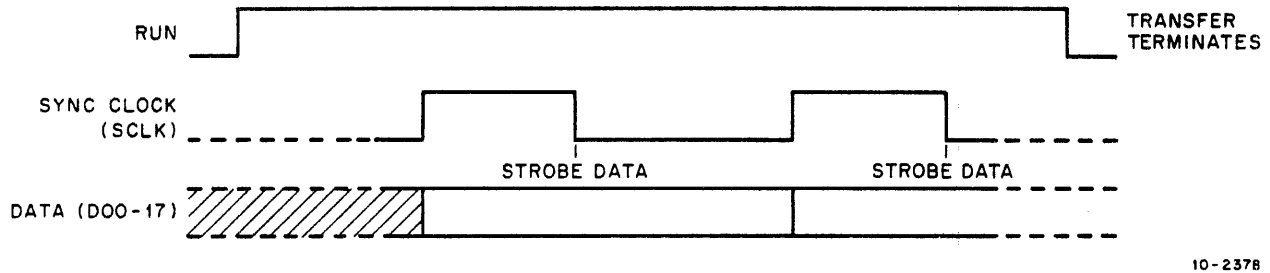 RUN
TRANSFER
TERMINATES
SYNC CLOCK
(SCLK)
STROBE DATA
STROBE DATA
DATA (D00-17)
10-2378